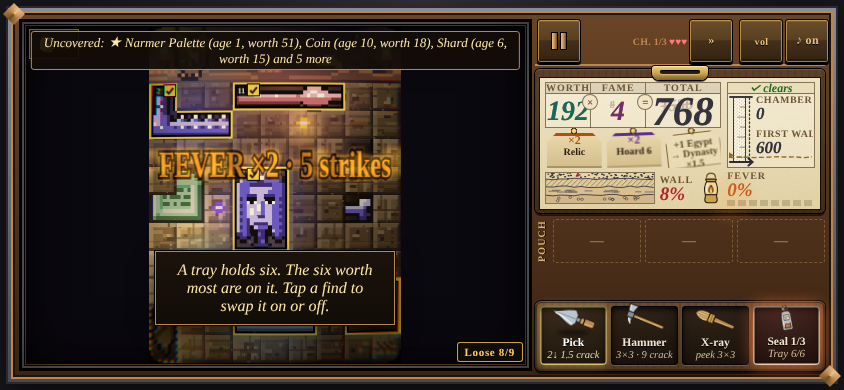 Uncovered: ★ Narmer Palette (age 1, worth 51), Coin (age 10, worth 18), Shard (age 6,
worth 15) and 5 more
11
FEVER ×2 · 5 strikes
A tray holds six. The six worth
most are on it. Tap a find to
swap it on or off.
Loose 8/9
CH. 1/3 ♥♥♥
»
vol
♪ on
WORTH FAME TOTAL
192 × 4 = 768
×2
Relic
×2
Hoard 6
+1 Egypt
→ Dynasty
×1.5
✓ clears
CHAMBER
0
FIRST WAL
600
WALL
8%
FEVER
0%
POUCH
— — —
Pick
2↓ 1.5 crack
Hammer
3×3 · 9 crack
X-ray
peek 3×3
Seal 1/3
Tray 6/6